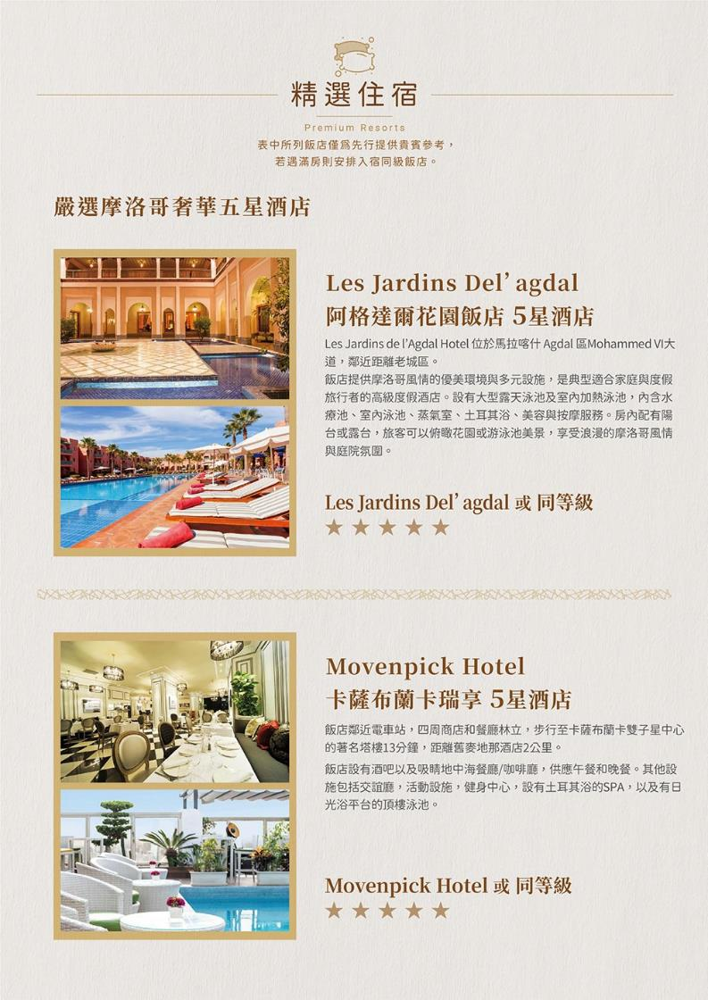 精選住宿
Premium Resorts
表中所列飯店僅爲先行提供貴賓參考，
若遇滿房則安排入宿同級飯店。
嚴選摩洛哥奢華五星酒店
Les Jardins Del’ agdal
阿格達爾花園飯店 5星酒店
Les Jardins de l’Agdal Hotel 位於馬拉喀什 Agdal 區Mohammed VI大
道，鄰近距離老城區。
飯店提供摩洛哥風情的優美環境與多元設施，是典型適合家庭與度假
旅行者的高級度假酒店。設有大型露天泳池及室內加熱泳池，內含水
療池、室內泳池、蒸氣室、土耳其浴、美容與按摩服務。房內配有陽
台或露台，旅客可以俯瞰花園或游泳池美景，享受浪漫的摩洛哥風情
與庭院氛圍。
Les Jardins Del’ agdal 或 同等級
Movenpick Hotel
卡薩布蘭卡瑞享 5星酒店
飯店鄰近電車站，四周商店和餐廳林立，步行至卡薩布蘭卡雙子星中心
的著名塔樓13分鐘，距離舊麥地那酒店2公里。
飯店設有酒吧以及吸睛地中海餐廳/咖啡廳，供應午餐和晚餐。其他設
施包括交誼廳，活動設施，健身中心，設有土耳其浴的SPA，以及有日
光浴平台的頂樓泳池。
Movenpick Hotel 或 同等級